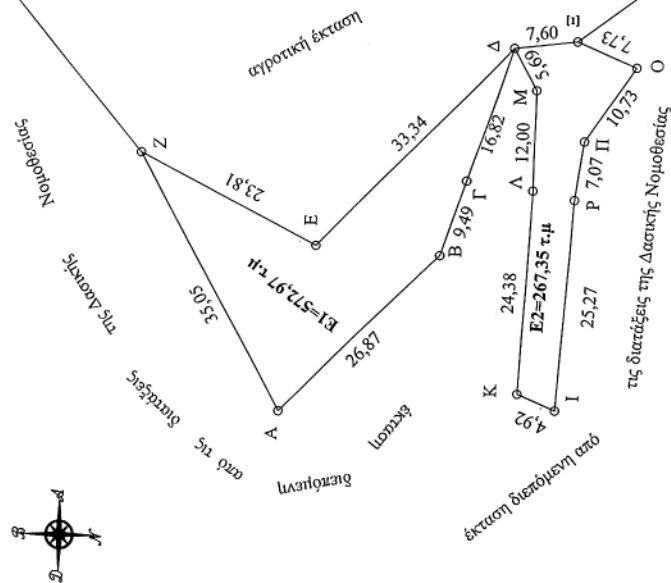 Νομοθεσίας
της Δασικής
διατάξεις
από τις
διεπόμενη
έκταση
αγροτική έκταση
Ζ
35,05
23,81
Ε
Ε1=572,97 τ.μ
33,34
Α
26,87
Β
9,49
Γ
16,82
Δ
7,60
[1]
5,69
Μ
7,73
Ο
12,00
Λ
10,73
Π
7,07
Ρ
24,38
Ε2=267,35 τ.μ
25,27
Κ
4,92
Ι
έκταση διεπόμενη από
τις διατάξεις της Δασικής Νομοθεσίας
Β
Δ
Α
Ν